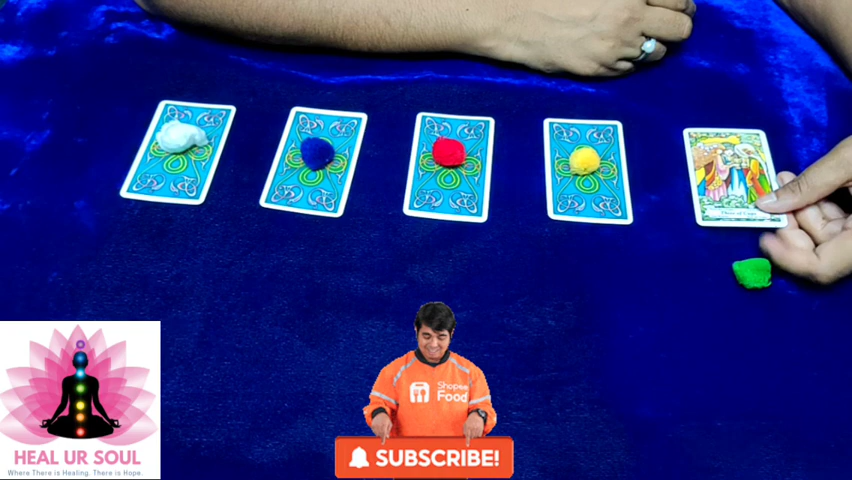 Three of Cups
HEAL UR SOUL
Where There is Healing. There is Hope.
Shopee
Food
SUBSCRIBE!